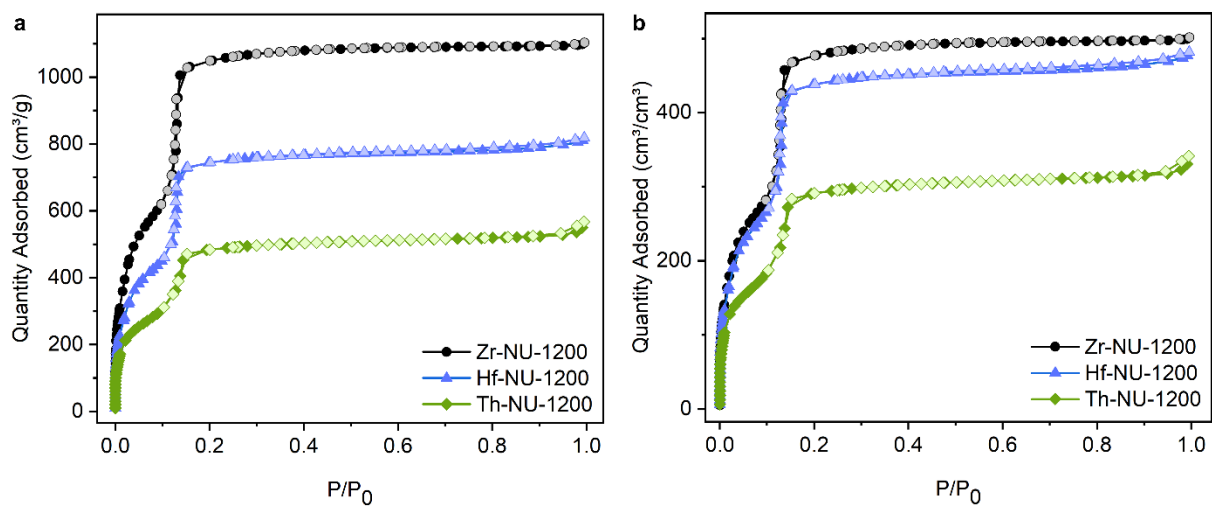 a
Quantity Adsorbed (cm³/g)
1000
800
600
400
200
0
Zr-NU-1200
Hf-NU-1200
Th-NU-1200
0.0 0.2 0.4 0.6 0.8 1.0
P/P0
b
Quantity Adsorbed (cm³/cm³)
400
200
0
Zr-NU-1200
Hf-NU-1200
Th-NU-1200
0.0 0.2 0.4 0.6 0.8 1.0
P/P0